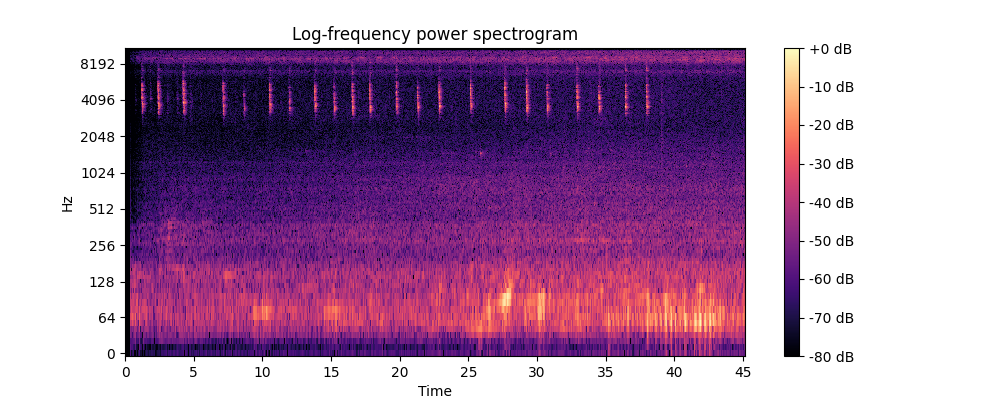 Log-frequency power spectrogram
Hz
8192
4096
2048
1024
512
256
128
64
0
0 5 10 15 20 25 30 35 40 45
Time
+0 dB
-10 dB
-20 dB
-30 dB
-40 dB
-50 dB
-60 dB
-70 dB
-80 dB